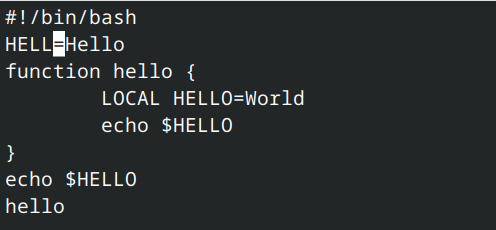 #!/bin/bash
HELL=Hello
function hello {
        LOCAL HELLO=World
        echo $HELLO
}
echo $HELLO
hello